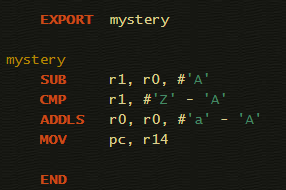 EXPORT mystery
mystery
SUB r1, r0, #'A'
CMP r1, #'Z' - 'A'
ADDLS r0, r0, #'a' - 'A'
MOV pc, r14
END